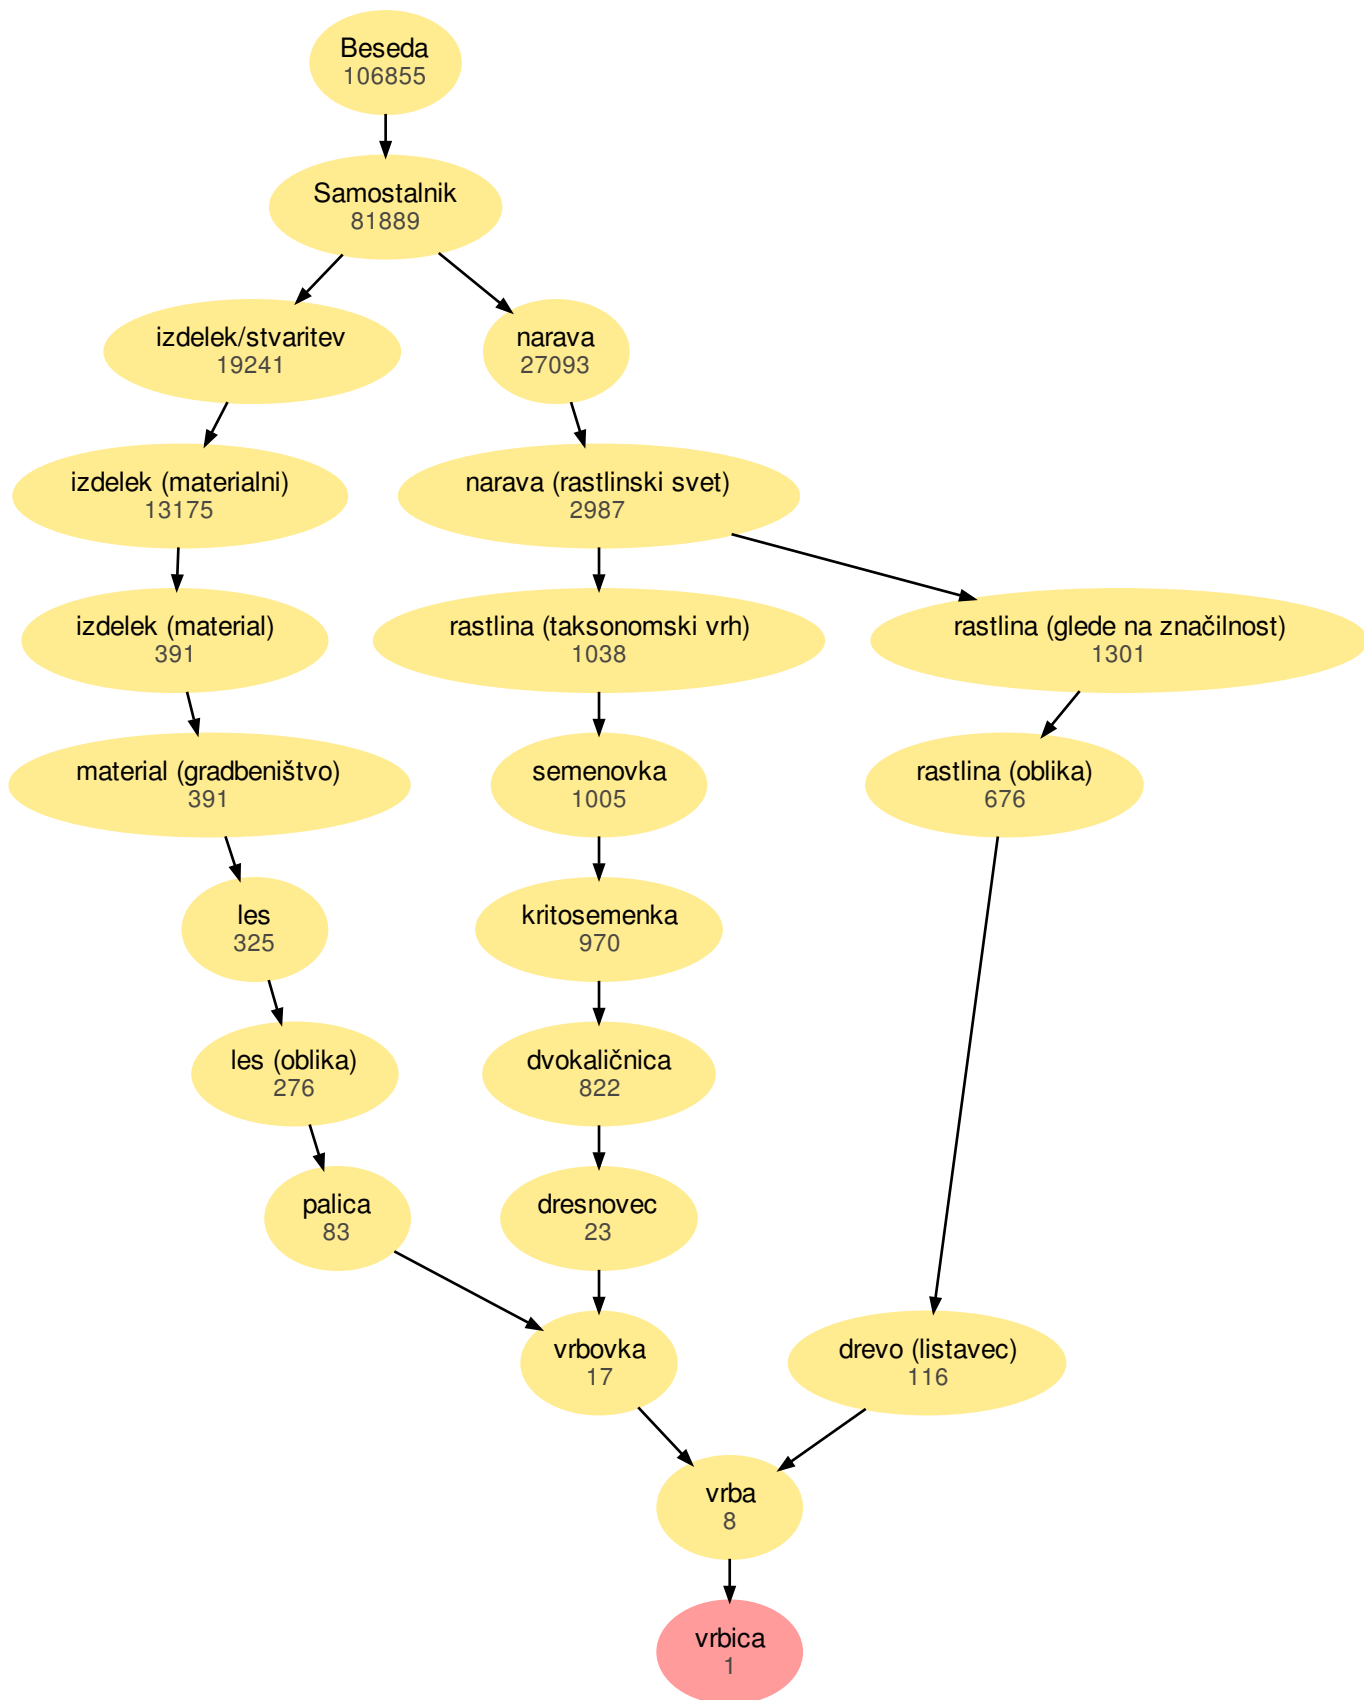 Beseda
106855
Samostalnik
81889
izdelek/stvaritev
19241
narava
27093
izdelek (materialni)
13175
narava (rastlinski svet)
2987
izdelek (material)
391
rastlina (taksonomski vrh)
1038
rastlina (glede na značilnost)
1301
material (gradbeništvo)
391
semenovka
1005
rastlina (oblika)
676
les
325
kritosemenka
970
les (oblika)
276
dvokaličnica
822
palica
83
dresnovec
23
vrbovka
17
drevo (listavec)
116
vrba
8
vrbica
1